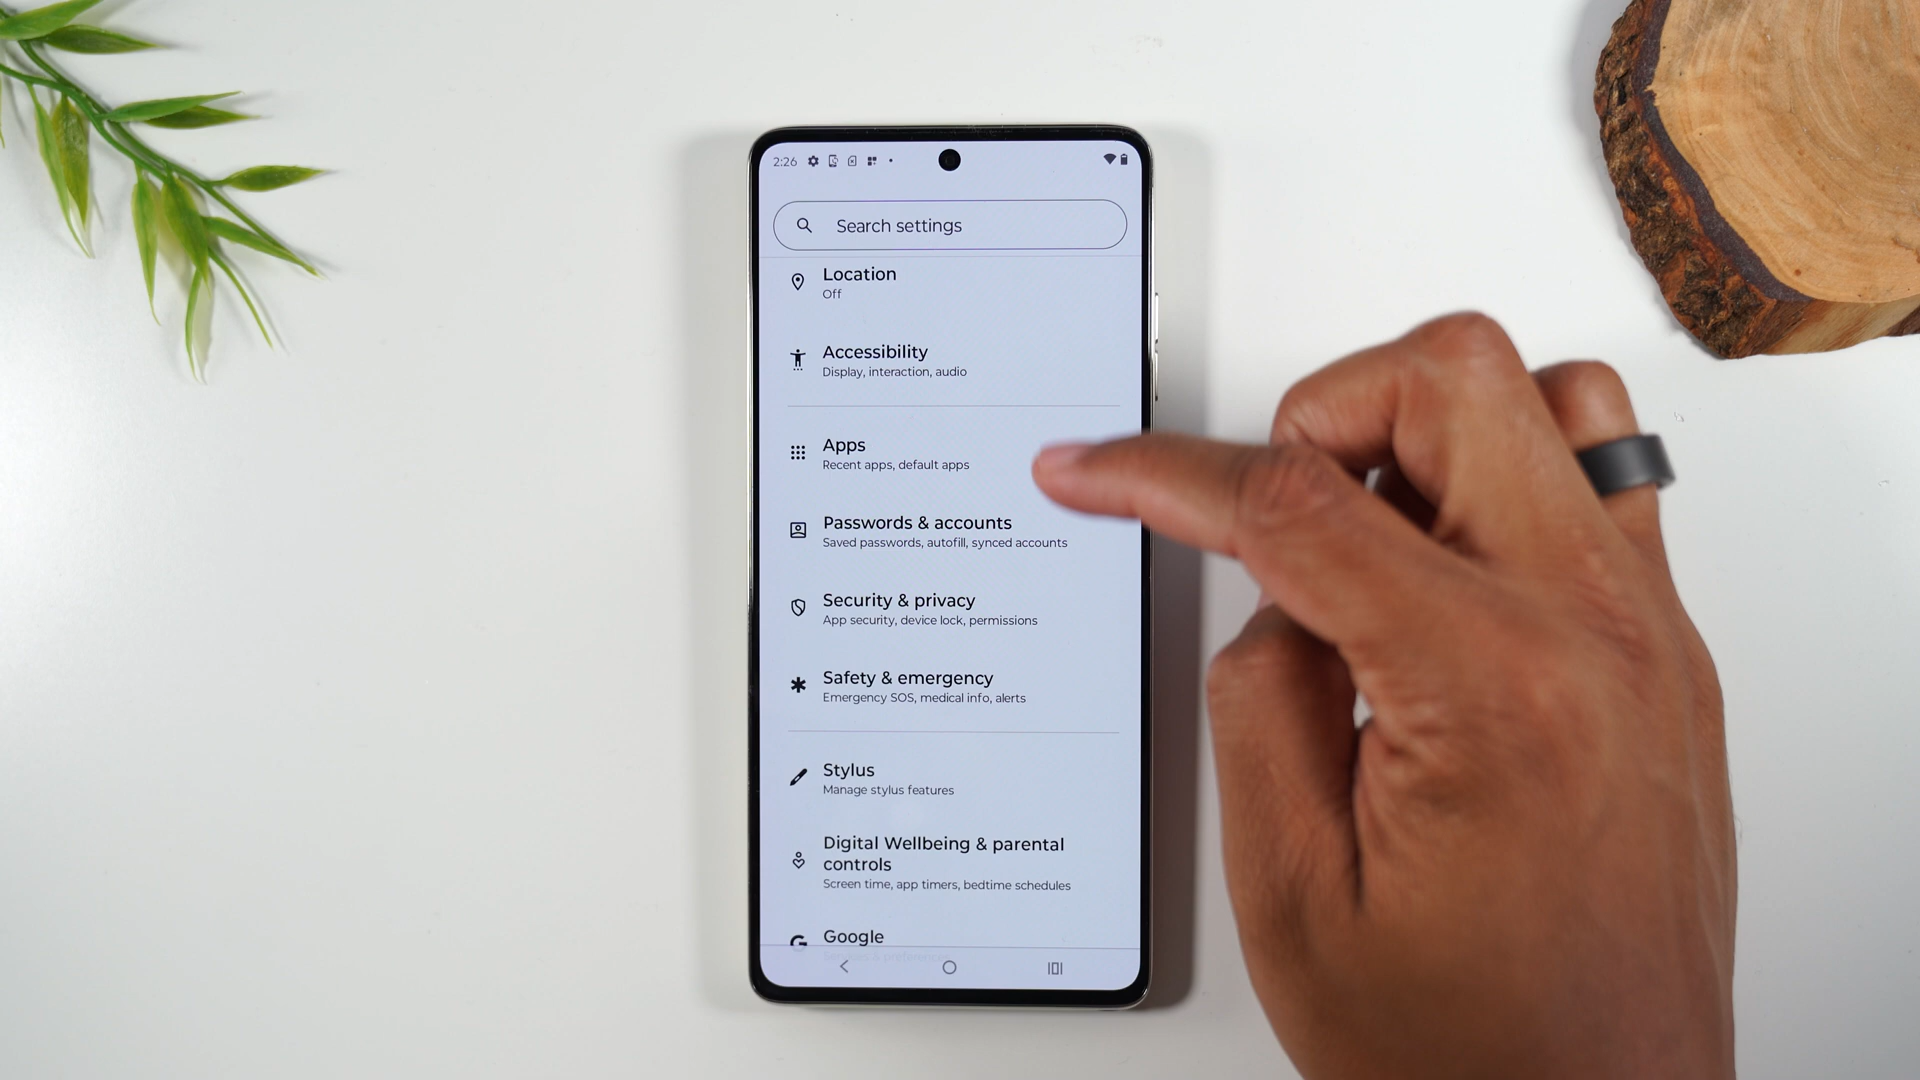 2:26
Search settings
Location
Off
Accessibility
Display, interaction, audio
Apps
Recent apps, default apps
Passwords & accounts
Saved passwords, autofill, synced accounts
Security & privacy
App security, device lock, permissions
Safety & emergency
Emergency SOS, medical info, alerts
Stylus
Manage stylus features
Digital Wellbeing & parental
controls
Screen time, app timers, bedtime schedules
Google
Services & preferences